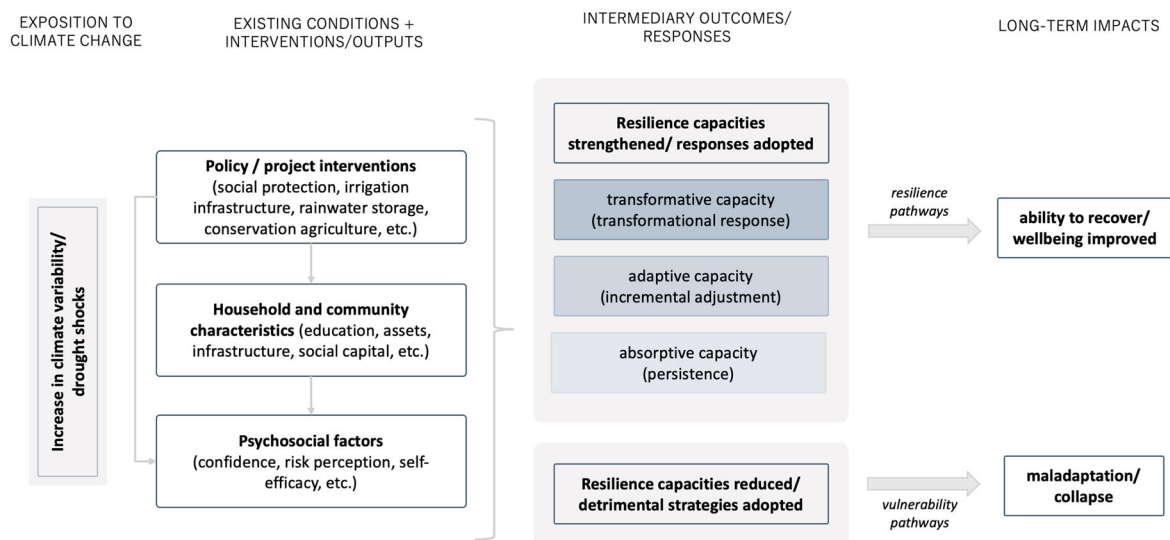 EXPOSITION TO
CLIMATE CHANGE
EXISTING CONDITIONS +
INTERVENTIONS/OUTPUTS
INTERMEDIARY OUTCOMES/
RESPONSES
LONG-TERM IMPACTS
Increase in climate variability/
drought shocks
Policy / project interventions
(social protection, irrigation
infrastructure, rainwater storage,
conservation agriculture, etc.)
Household and community
characteristics (education, assets,
infrastructure, social capital, etc.)
Psychosocial factors
(confidence, risk perception, self-
efficacy, etc.)
Resilience capacities
strengthened/ responses adopted
transformative capacity
(transformational response)
adaptive capacity
(incremental adjustment)
absorptive capacity
(persistence)
Resilience capacities reduced/
detrimental strategies adopted
resilience
pathways
ability to recover/
wellbeing improved
vulnerability
pathways
maladaptation/
collapse